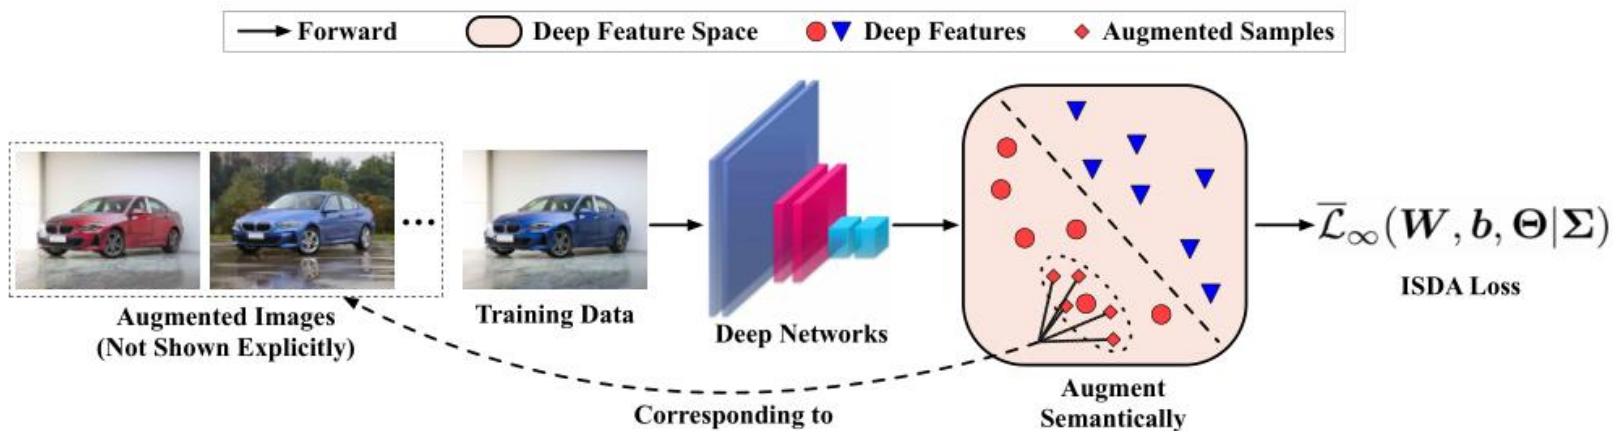 Forward
Deep Feature Space
Deep Features
Augmented Samples
Augmented Images
(Not Shown Explicitly)
...
Training Data
Deep Networks
Augment
Semantically
Corresponding to
$\overline{\mathcal{L}}_{\infty}(\boldsymbol{W}, \boldsymbol{b}, \boldsymbol{\Theta}|\boldsymbol{\Sigma})$
ISDA Loss